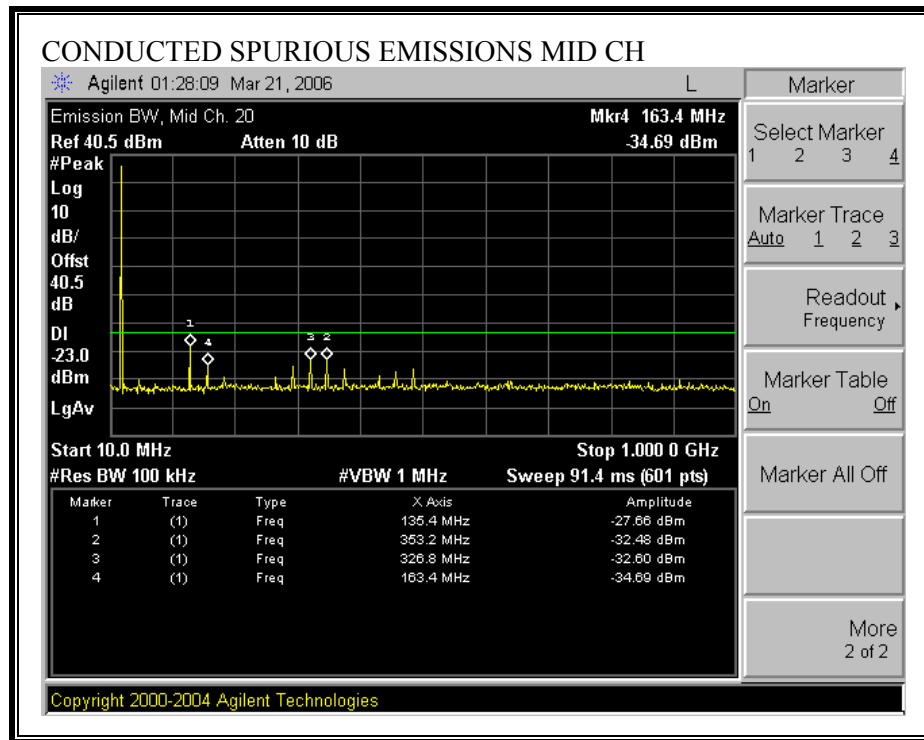 CONDUCTED SPURIOUS EMISSIONS MID CH
Agilent 01:28:09 Mar 21, 2006 L
Emission BW, Mid Ch. 20 Mkr4 163.4 MHz
Ref 40.5 dBm Atten 10 dB -34.69 dBm
#Peak
Log
10
dB/
Offst
40.5
dB
DI
-23.0
dBm
LgAv
1
4
3 2
Start 10.0 MHz Stop 1.000 0 GHz
#Res BW 100 kHz #VBW 1 MHz Sweep 91.4 ms (601 pts)
Marker Trace Type X Axis Amplitude
1 (1) Freq 135.4 MHz -27.66 dBm
2 (1) Freq 353.2 MHz -32.48 dBm
3 (1) Freq 326.8 MHz -32.60 dBm
4 (1) Freq 163.4 MHz -34.69 dBm
Copyright 2000-2004 Agilent Technologies
Marker
Select Marker
1 2 3 4
Marker Trace
Auto 1 2 3
Readout
Frequency
Marker Table
On Off
Marker All Off
More
2 of 2